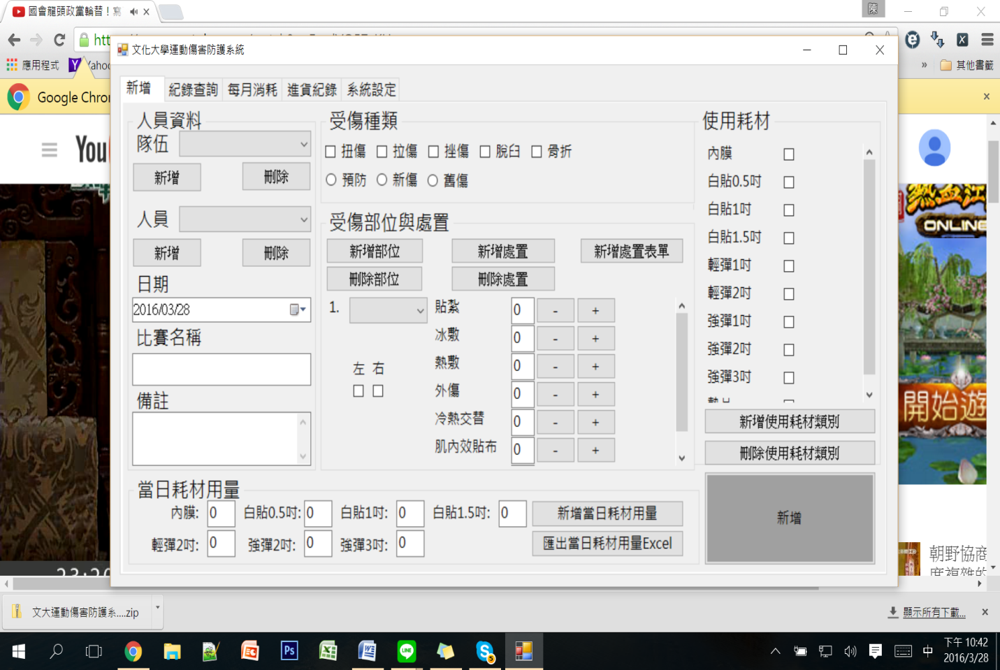 國會龍頭政黨輪替！寫
陳
應用程式
其他書籤
Google Chro
You
文化大學運動傷害防護系統
新增 紀錄查詢 每月消耗 進貨紀錄 系統設定
人員資料
隊伍
新增 刪除
人員
新增 刪除
日期
2016/03/28
比賽名稱
備註
受傷種類
扭傷 拉傷 挫傷 脫臼 骨折
預防 新傷 舊傷
受傷部位與處置
新增部位 新增處置 新增處置表單
刪除部位 刪除處置
1.
左 右
貼紮 0 - +
冰敷 0 - +
熱敷 0 - +
外傷 0 - +
冷熱交替 0 - +
肌內效貼布 0 - +
使用耗材
內膜
白貼0.5吋
白貼1吋
白貼1.5吋
輕彈1吋
輕彈2吋
強彈1吋
強彈2吋
強彈3吋
新增使用耗材類別
刪除使用耗材類別
新增
當日耗材用量
內膜: 0 白貼0.5吋: 0 白貼1吋: 0 白貼1.5吋: 0 新增當日耗材用量
輕彈2吋: 0 強彈2吋: 0 強彈3吋: 0 匯出當日耗材用量Excel
ONLINE
開始遊
朝野協商
度複雜的
文大運動傷害防護系....zip
顯示所有下載...
Ps
LINE
5
中
下午 10:42
2016/3/28